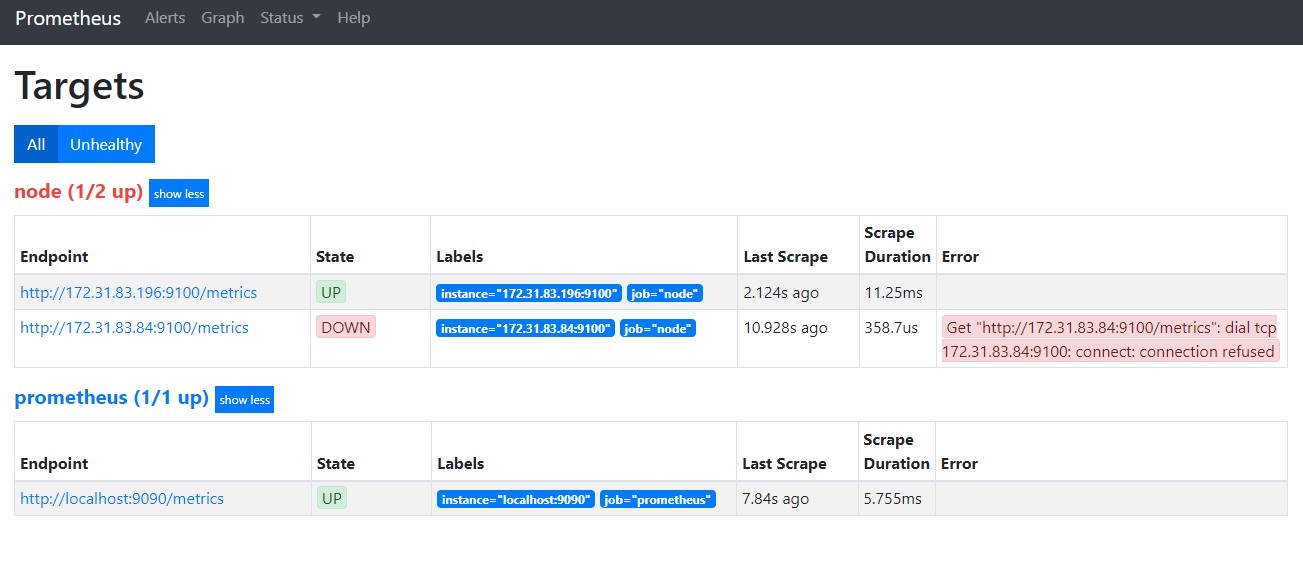 Prometheus Alerts Graph Status Help
Targets
All Unhealthy
node (1/2 up) show less
Endpoint State Labels Last Scrape Scrape Duration Error
http://172.31.83.196:9100/metrics UP instance="172.31.83.196:9100" job="node" 2.124s ago 11.25ms
http://172.31.83.84:9100/metrics DOWN instance="172.31.83.84:9100" job="node" 10.928s ago 358.7us Get "http://172.31.83.84:9100/metrics": dial tcp
172.31.83.84:9100: connect: connection refused
prometheus (1/1 up) show less
Endpoint State Labels Last Scrape Scrape Duration Error
http://localhost:9090/metrics UP instance="localhost:9090" job="prometheus" 7.84s ago 5.755ms